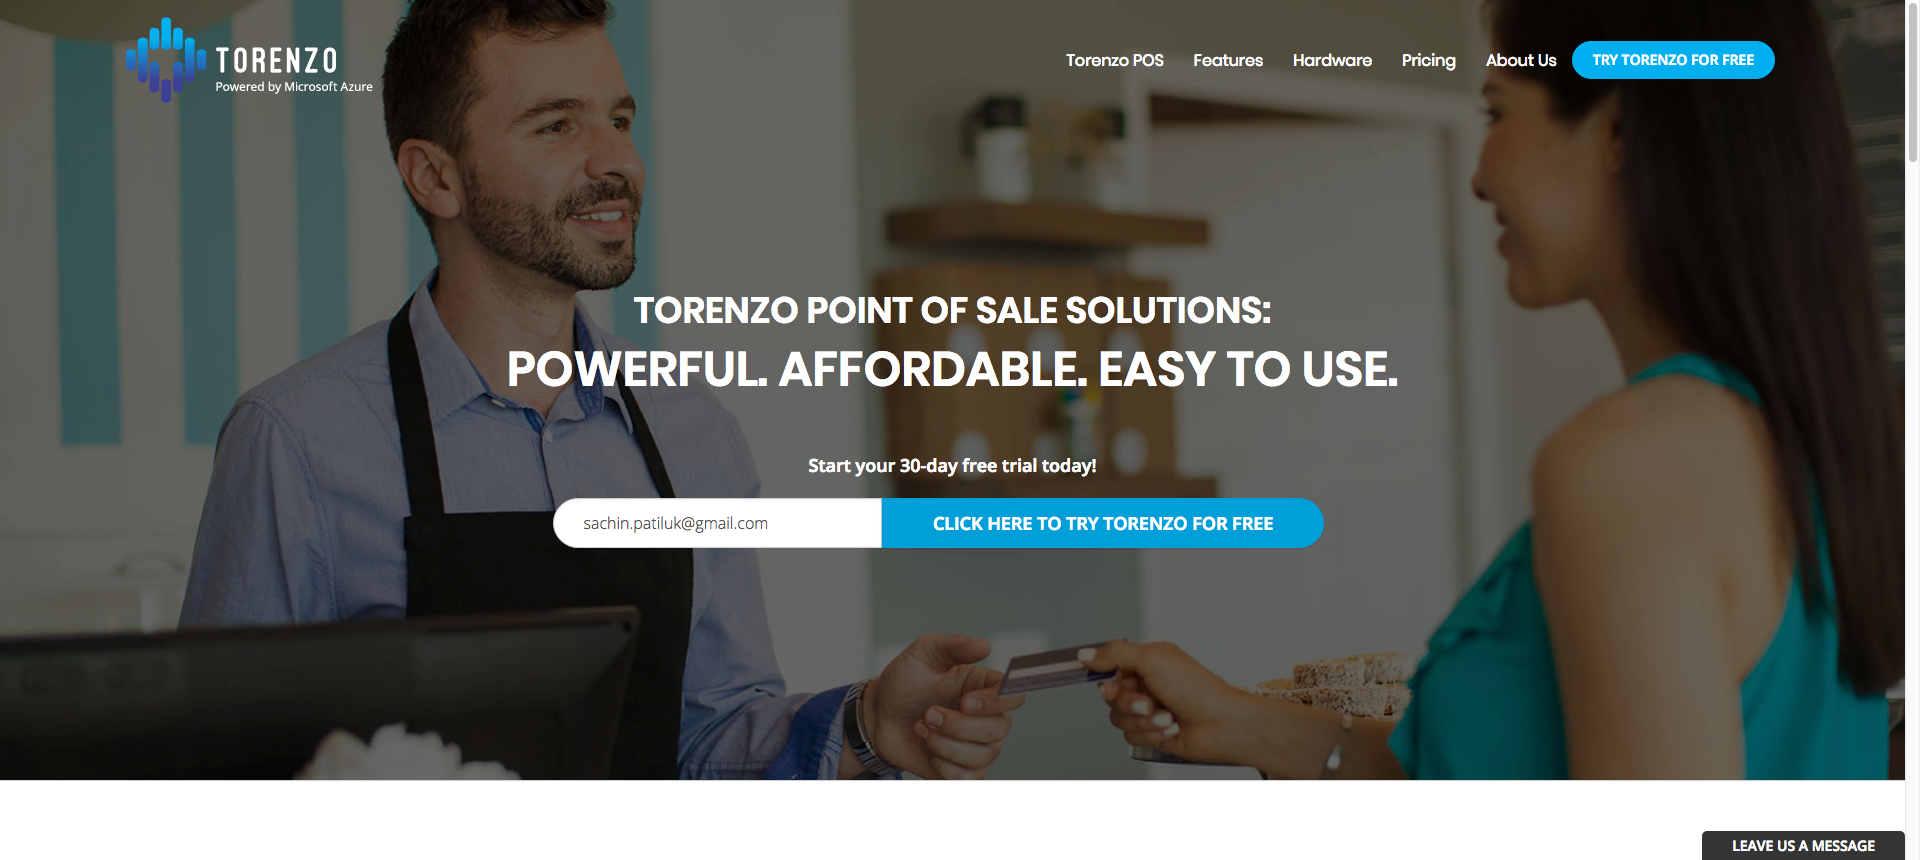 TORENZO
Powered by Microsoft Azure
Torenzo POS Features Hardware Pricing About Us TRY TORENZO FOR FREE
TORENZO POINT OF SALE SOLUTIONS:
POWERFUL. AFFORDABLE. EASY TO USE.
Start your 30-day free trial today!
sachin.patiluk@gmail.com CLICK HERE TO TRY TORENZO FOR FREE
LEAVE US A MESSAGE